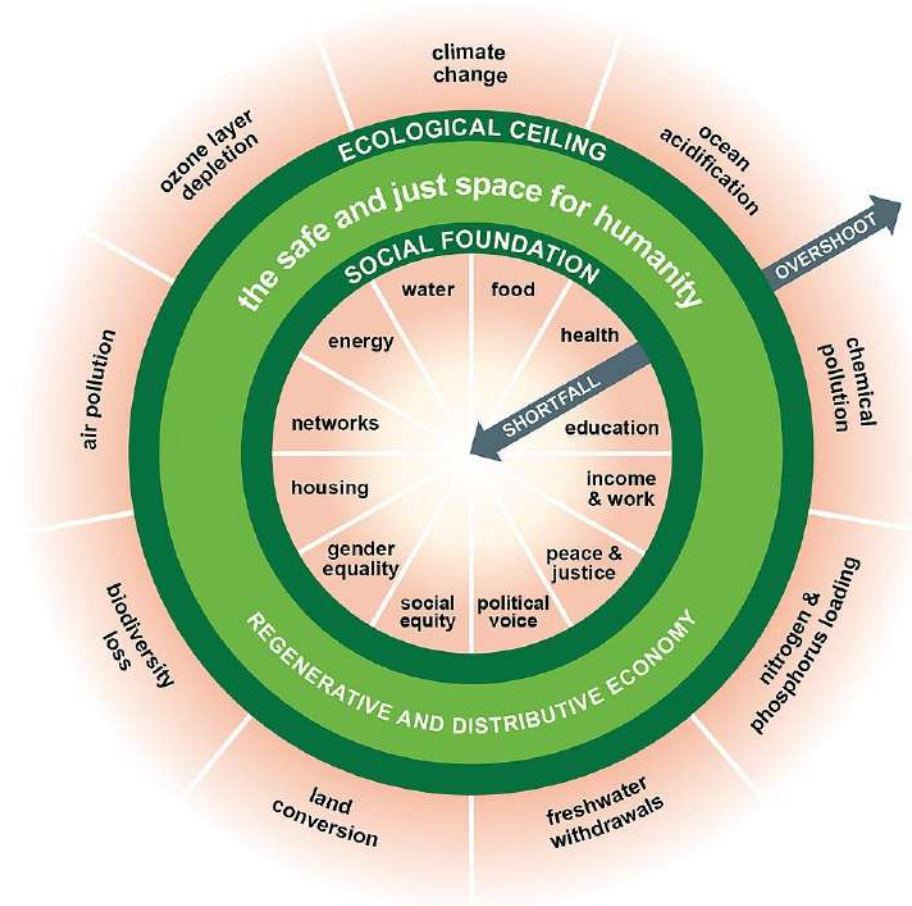 climate
change
ocean
acidification
OVERSHOOT
chemical
pollution
nitrogen &
phosphorus loading
freshwater
withdrawals
land
conversion
biodiversity
loss
air pollution
ozone layer
depletion
ECOLOGICAL CEILING
the safe and just space for humanity
SOCIAL FOUNDATION
water
food
health
SHORTFALL
education
income
& work
peace &
justice
political
voice
social
equity
gender
equality
housing
networks
energy
REGENERATIVE AND DISTRIBUTIVE ECONOMY